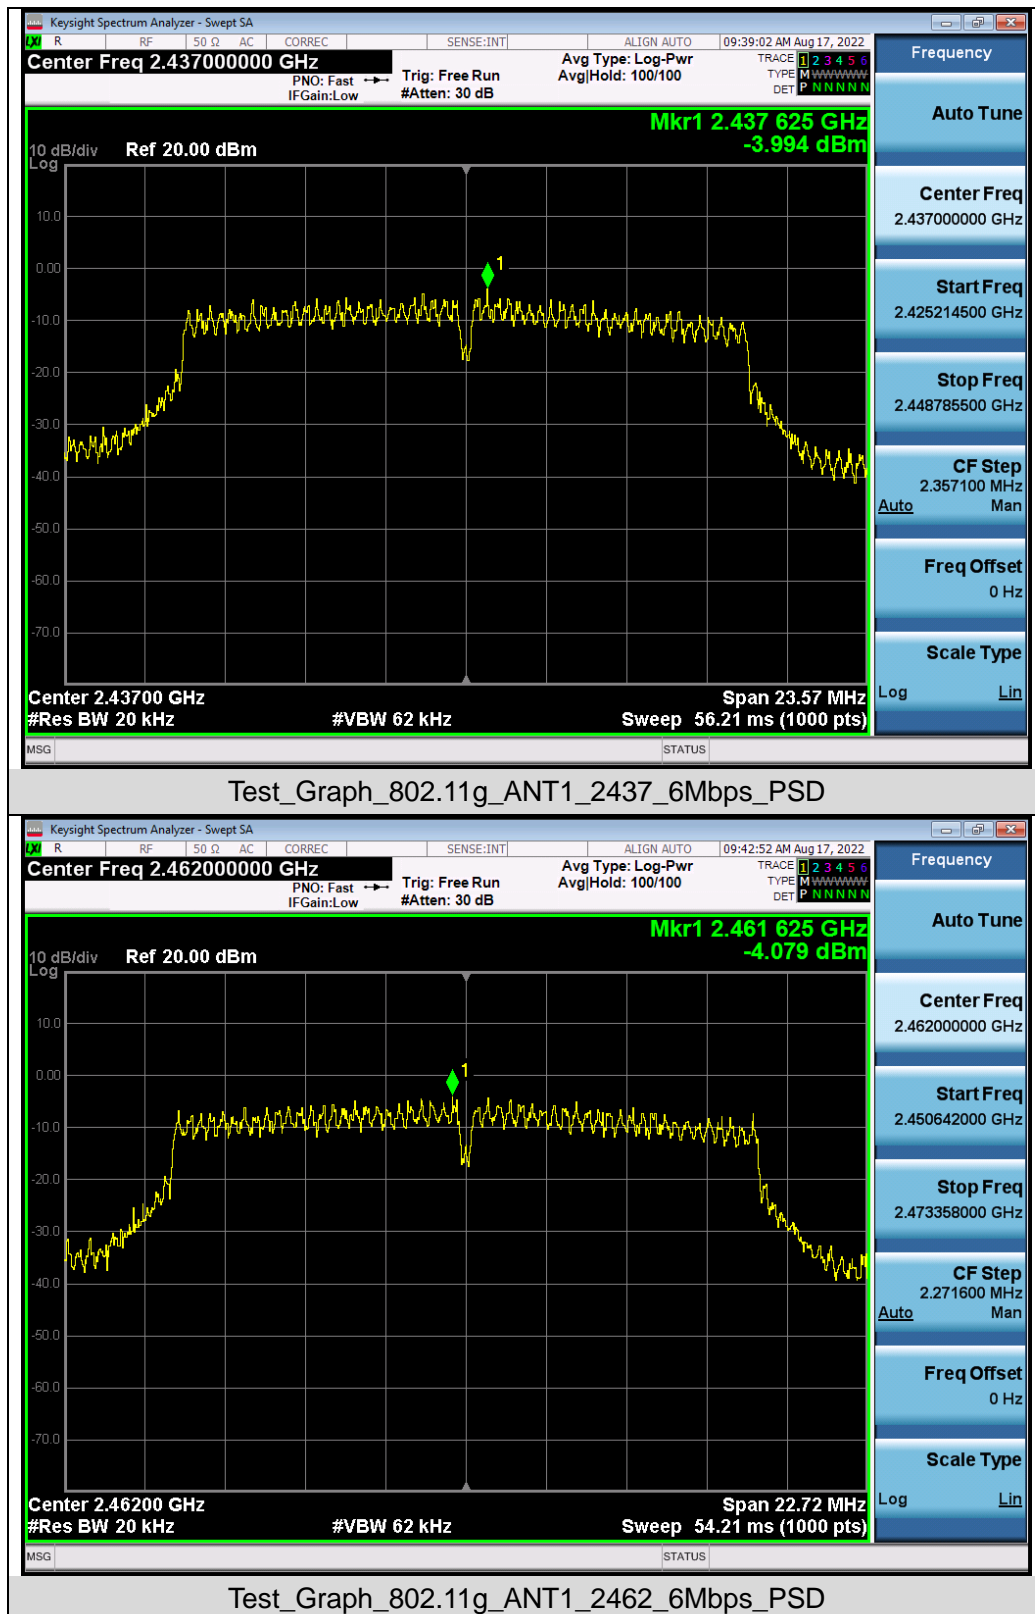 Keysight Spectrum Analyzer - Swept SA
LXI R RF 50 Ω AC CORREC SENSE:INT ALIGN AUTO 09:39:02 AM Aug 17, 2022
Center Freq 2.437000000 GHz
PNO: Fast
IFGain:Low
Trig: Free Run
#Atten: 30 dB
Avg Type: Log-Pwr
Avg|Hold: 100/100
TRACE 1 2 3 4 5 6
TYPE M WWWWW
DET P N N N N N
Mkr1 2.437 625 GHz
-3.994 dBm
10 dB/div Ref 20.00 dBm
Log
10.0
0.00
-10.0
-20.0
-30.0
-40.0
-50.0
-60.0
-70.0
1
Center 2.43700 GHz Span 23.57 MHz
#Res BW 20 kHz #VBW 62 kHz Sweep 56.21 ms (1000 pts)
MSG STATUS
Frequency
Auto Tune
Center Freq
2.437000000 GHz
Start Freq
2.425214500 GHz
Stop Freq
2.448785500 GHz
CF Step
2.357100 MHz
Auto Man
Freq Offset
0 Hz
Scale Type
Log Lin
Test_Graph_802.11g_ANT1_2437_6Mbps_PSD
Keysight Spectrum Analyzer - Swept SA
LXI R RF 50 Ω AC CORREC SENSE:INT ALIGN AUTO 09:42:52 AM Aug 17, 2022
Center Freq 2.462000000 GHz
PNO: Fast
IFGain:Low
Trig: Free Run
#Atten: 30 dB
Avg Type: Log-Pwr
Avg|Hold: 100/100
TRACE 1 2 3 4 5 6
TYPE M WWWWW
DET P N N N N N
Mkr1 2.461 625 GHz
-4.079 dBm
10 dB/div Ref 20.00 dBm
Log
10.0
0.00
-10.0
-20.0
-30.0
-40.0
-50.0
-60.0
-70.0
1
Center 2.46200 GHz Span 22.72 MHz
#Res BW 20 kHz #VBW 62 kHz Sweep 54.21 ms (1000 pts)
MSG STATUS
Frequency
Auto Tune
Center Freq
2.462000000 GHz
Start Freq
2.450642000 GHz
Stop Freq
2.473358000 GHz
CF Step
2.271600 MHz
Auto Man
Freq Offset
0 Hz
Scale Type
Log Lin
Test_Graph_802.11g_ANT1_2462_6Mbps_PSD